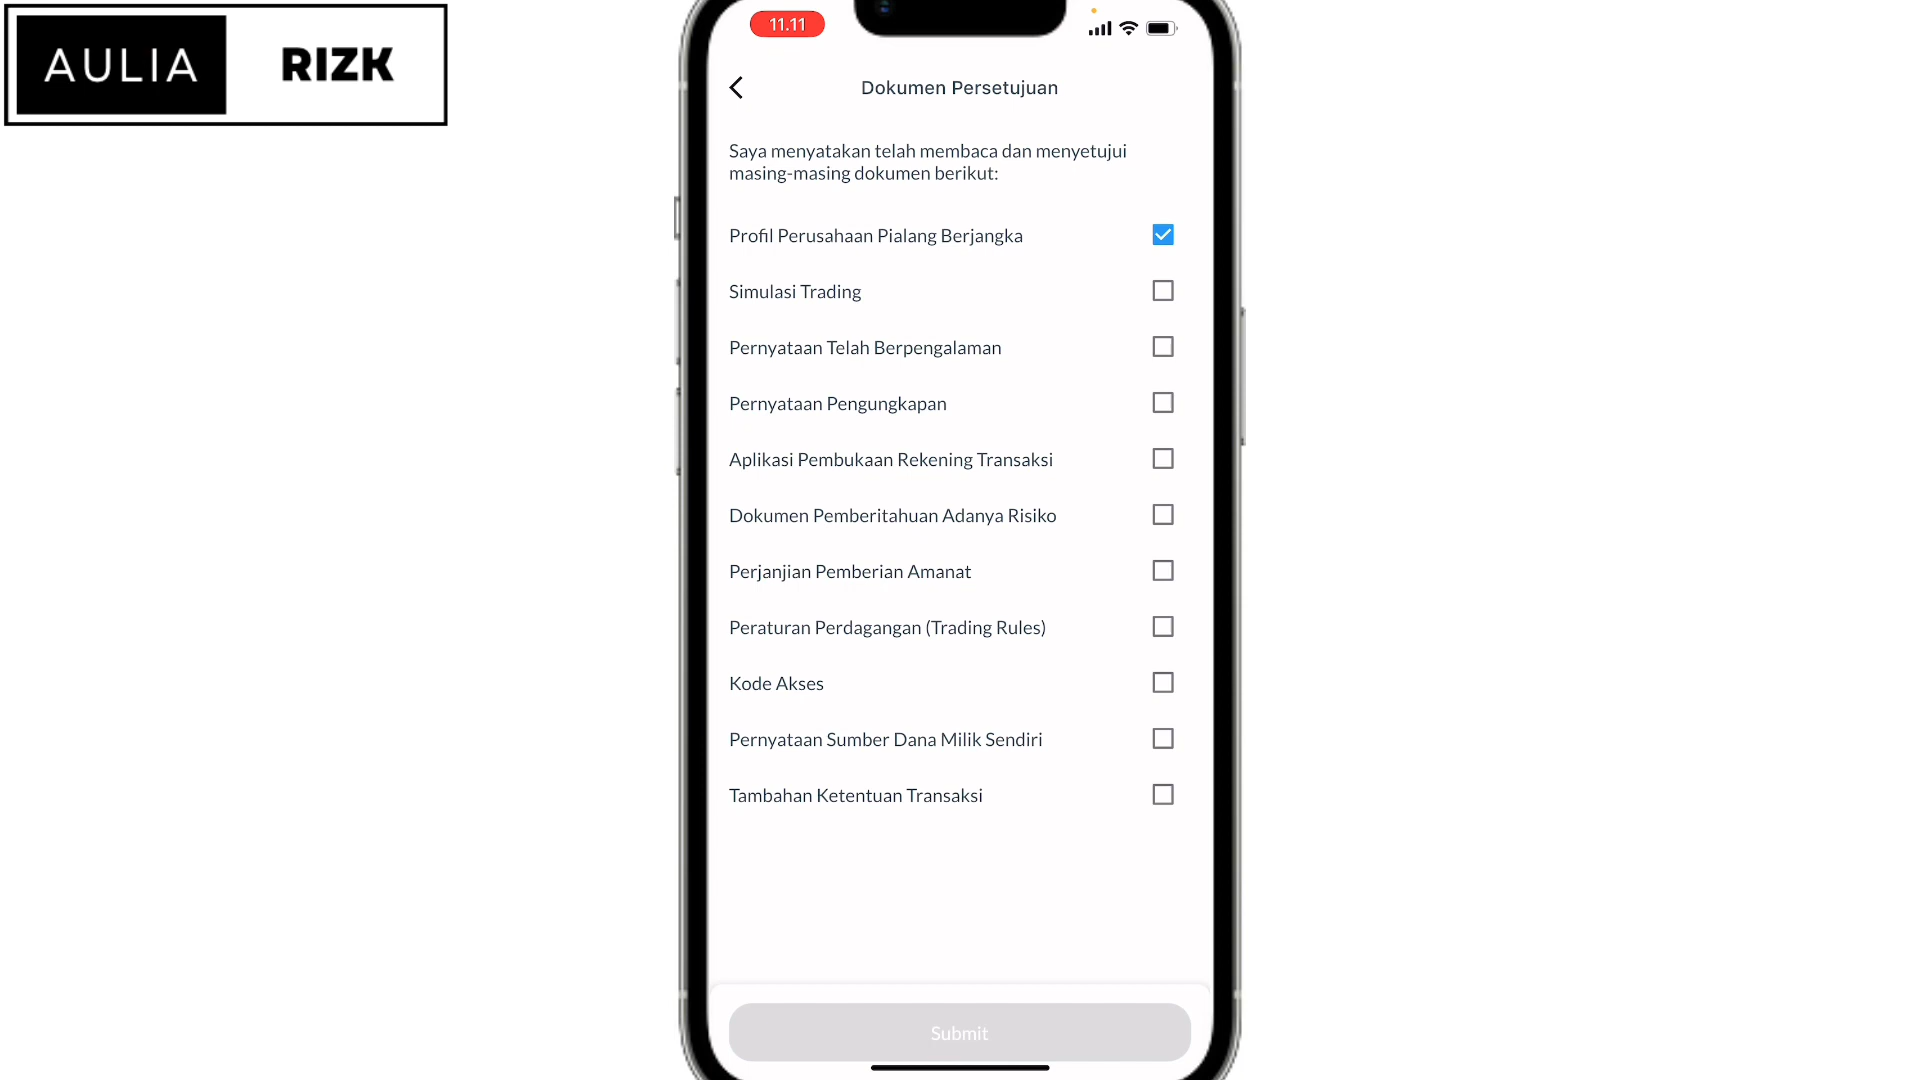 AULIA RIZK
11.11
Dokumen Persetujuan
Saya menyatakan telah membaca dan menyetujui
masing-masing dokumen berikut:
Profil Perusahaan Pialang Berjangka
Simulasi Trading
Pernyataan Telah Berpengalaman
Pernyataan Pengungkapan
Aplikasi Pembukaan Rekening Transaksi
Dokumen Pemberitahuan Adanya Risiko
Perjanjian Pemberian Amanat
Peraturan Perdagangan (Trading Rules)
Kode Akses
Pernyataan Sumber Dana Milik Sendiri
Tambahan Ketentuan Transaksi
Submit